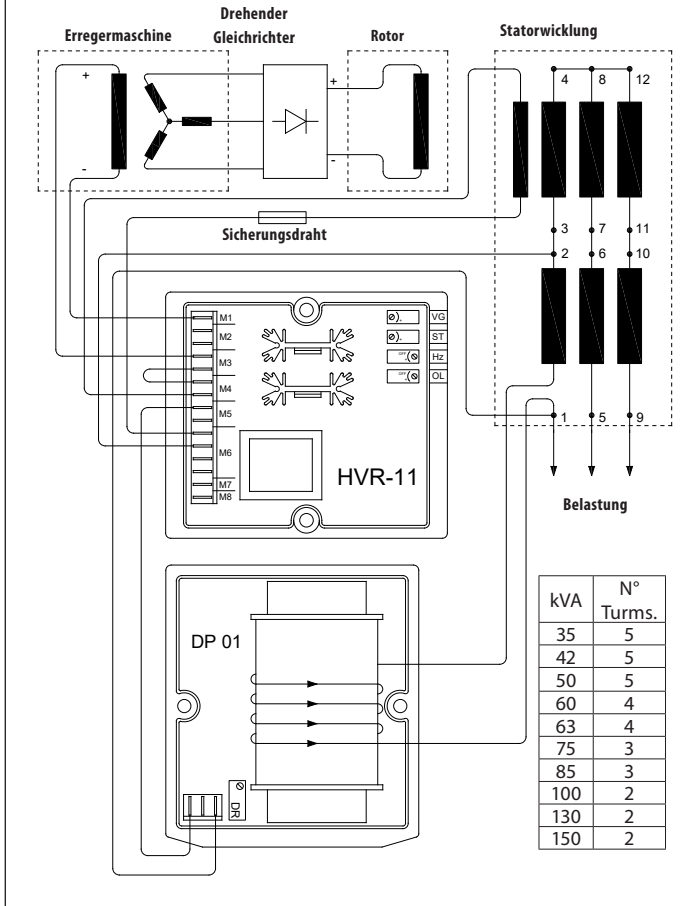 Drehender
Erregermaschine Gleichrichter Rotor Statorwicklung
4 8 12
+ +
- -
Sicherungsdraht
3 7 11
2 6 10
M1 VG
M2 ST
M3 OFF Hz
M4 OFF OL
M5
M6
HVR-11
M7
M8
1 5 9
Belastung
DP 01
DR
kVA N° Turms.
35 5
42 5
50 5
60 4
63 4
75 3
85 3
100 2
130 2
150 2